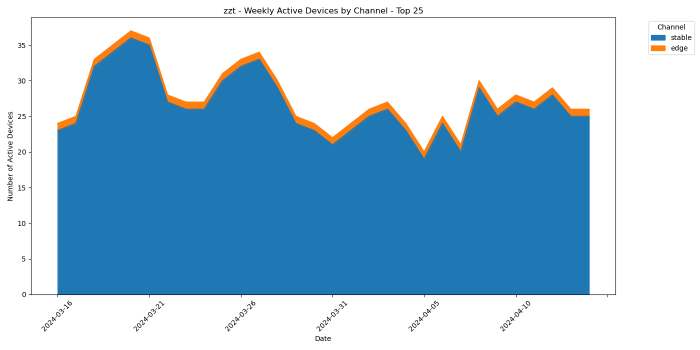 zzt - Weekly Active Devices by Channel - Top 25
Channel
stable
edge
Number of Active Devices
35
30
25
20
15
10
5
0
2024-03-16
2024-03-21
2024-03-26
2024-03-31
2024-04-05
2024-04-10
Date